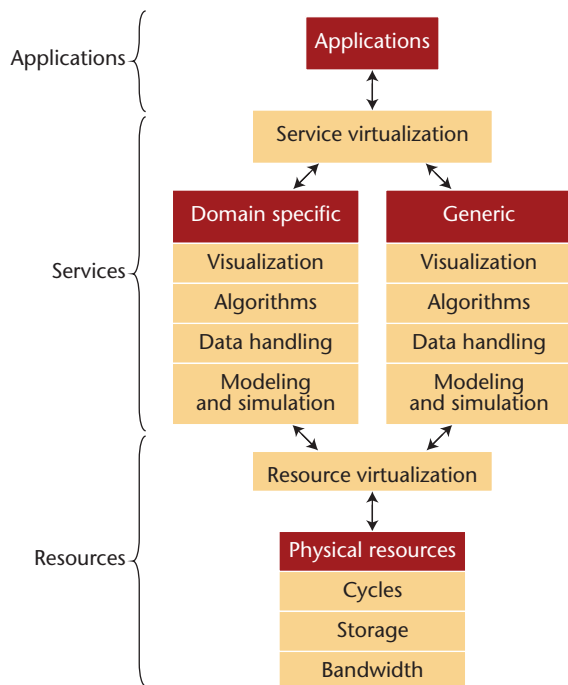 Applications
Applications
Service virtualization
Services
Domain specific
Visualization
Algorithms
Data handling
Modeling
and simulation
Generic
Visualization
Algorithms
Data handling
Modeling
and simulation
Resources
Resource virtualization
Physical resources
Cycles
Storage
Bandwidth